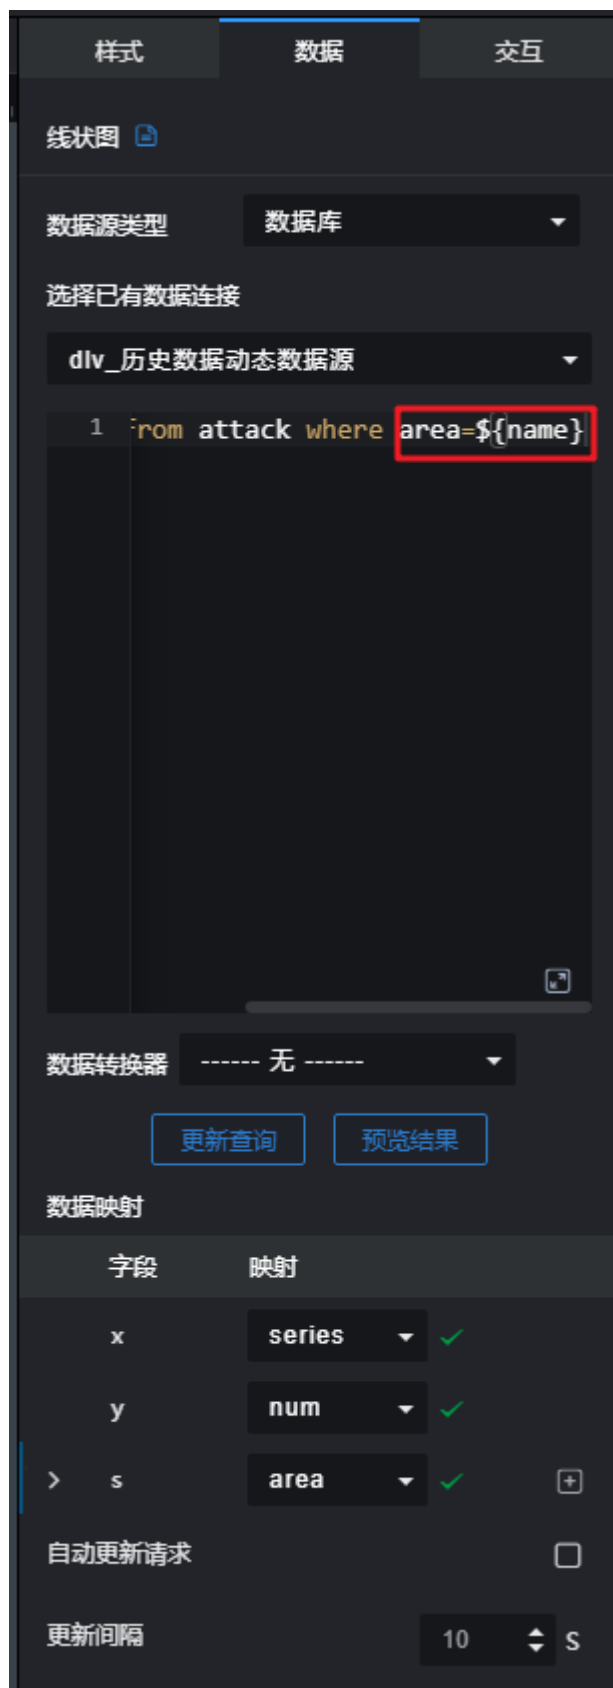 样式 数据 交互
线状图
数据源类型 数据库
选择已有数据连接
dlv_历史数据动态数据源
1 from attack where area=${name}
数据转换器 ------ 无 ------
更新查询 预览结果
数据映射
字段 映射
x series
y num
s area
自动更新请求
更新间隔 10 S